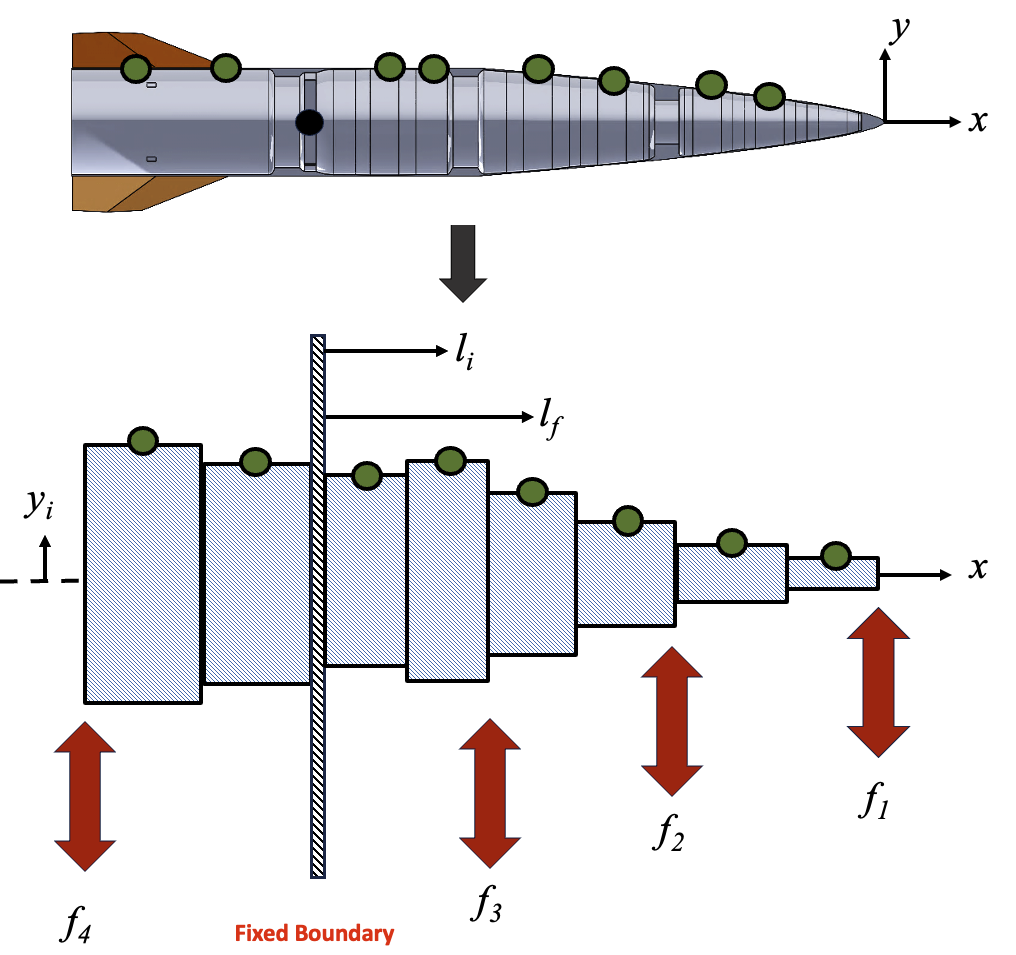 y
x
l_i
l_f
y_i
x
f_1
f_2
f_3
f_4
Fixed Boundary